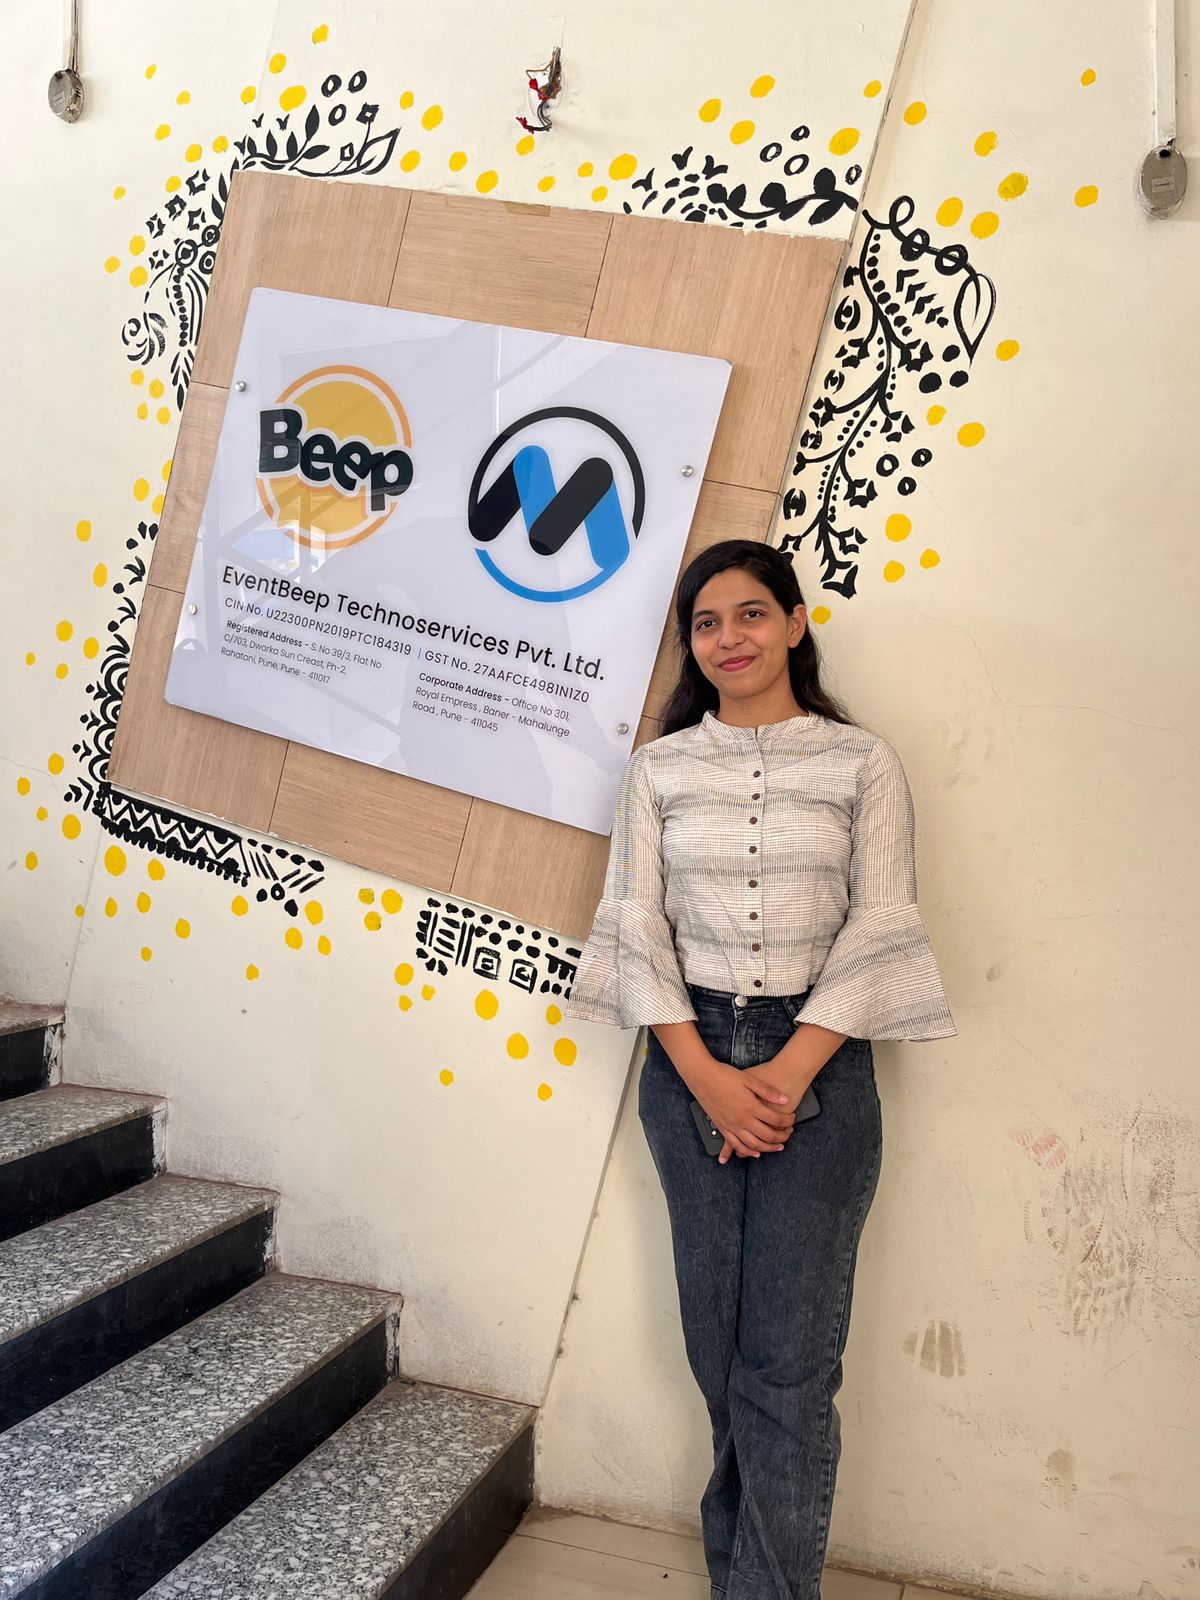 Beep
EventBeep Technoservices Pvt. Ltd.
CIN No. U22300PN2019PTC184319 | GST No. 27AAFCE4981N1Z0
Registered Address - S. No 39/3, Flat No
C/703, Dwarka Sun Creast, Ph-2,
Rahatani, Pune, Pune - 411017
Corporate Address - Office No 301,
Royal Empress , Baner - Mahalunge
Road , Pune - 411045